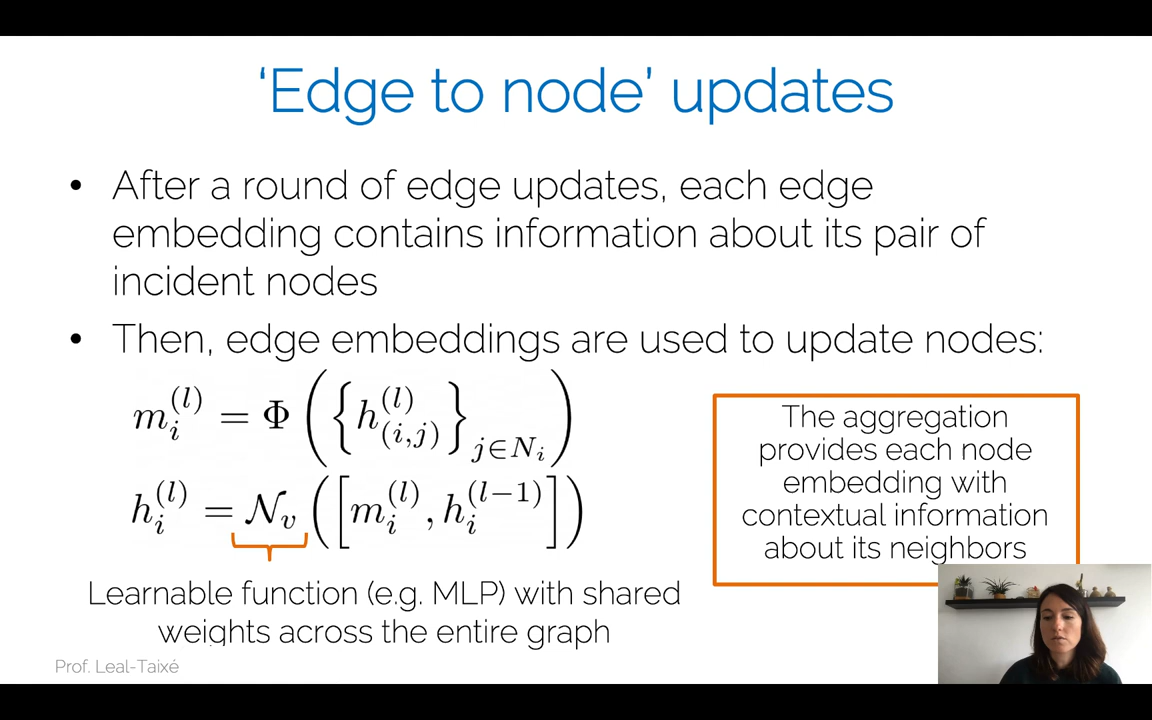 ‘Edge to node’ updates
• After a round of edge updates, each edge
embedding contains information about its pair of
incident nodes
• Then, edge embeddings are used to update nodes:
$m_i^{(l)} = \Phi\left(\left\{h_{(i,j)}^{(l)}\right\}_{j \in N_i}\right)$
$h_i^{(l)} = \mathcal{N}_v\left(\left[m_i^{(l)}, h_i^{(l-1)}\right]\right)$
Learnable function (e.g. MLP) with shared
weights across the entire graph
The aggregation
provides each node
embedding with
contextual information
about its neighbors
Prof. Leal-Taixé